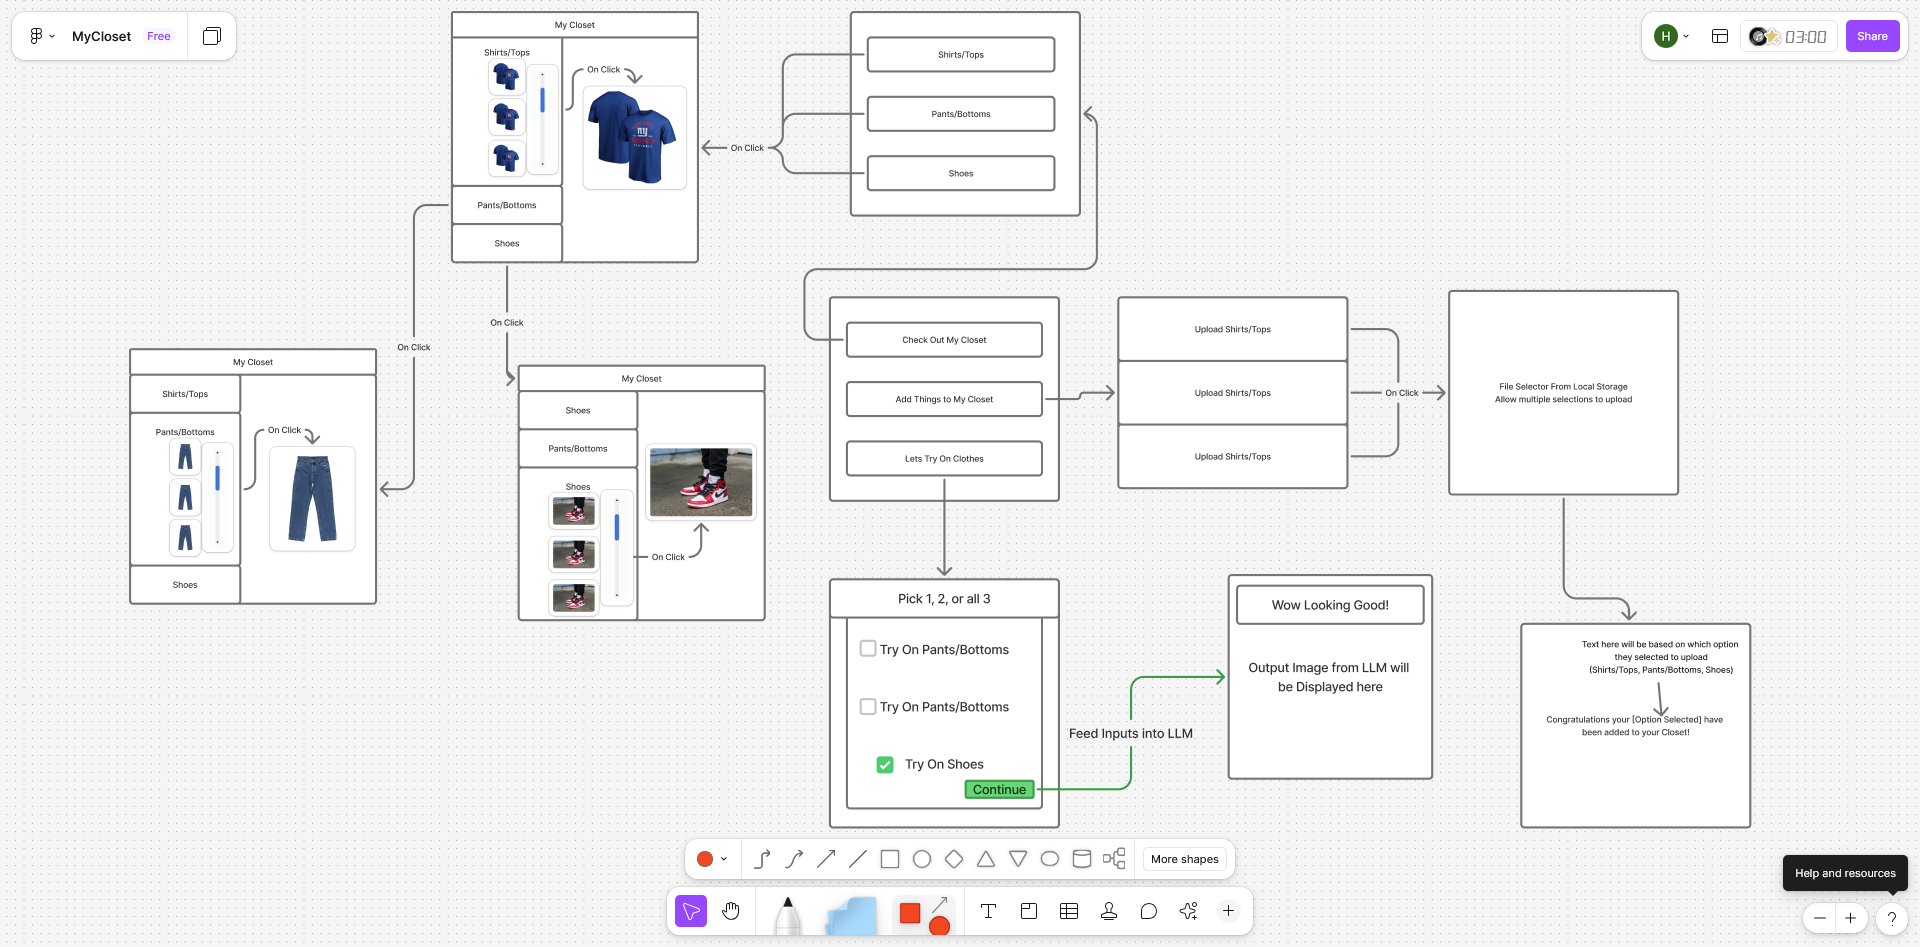 MyCloset
Free
H
03:00
Share
My Closet
Shirts/Tops
On Click
Pants/Bottoms
Shoes
On Click
Shirts/Tops
Pants/Bottoms
Shoes
On Click
On Click
My Closet
Shirts/Tops
Pants/Bottoms
On Click
Shoes
My Closet
Shoes
Pants/Bottoms
Shoes
On Click
Check Out My Closet
Add Things to My Closet
Lets Try On Clothes
Upload Shirts/Tops
Upload Shirts/Tops
Upload Shirts/Tops
On Click
File Selector From Local Storage
Allow multiple selections to upload
Pick 1, 2, or all 3
Try On Pants/Bottoms
Try On Pants/Bottoms
Try On Shoes
Continue
Feed Inputs into LLM
Wow Looking Good!
Output Image from LLM will
be Displayed here
Text here will be based on which option
they selected to upload
(Shirts/Tops, Pants/Bottoms, Shoes)
Congratulations your [Option Selected] have
been added to your Closet!
More shapes
Help and resources